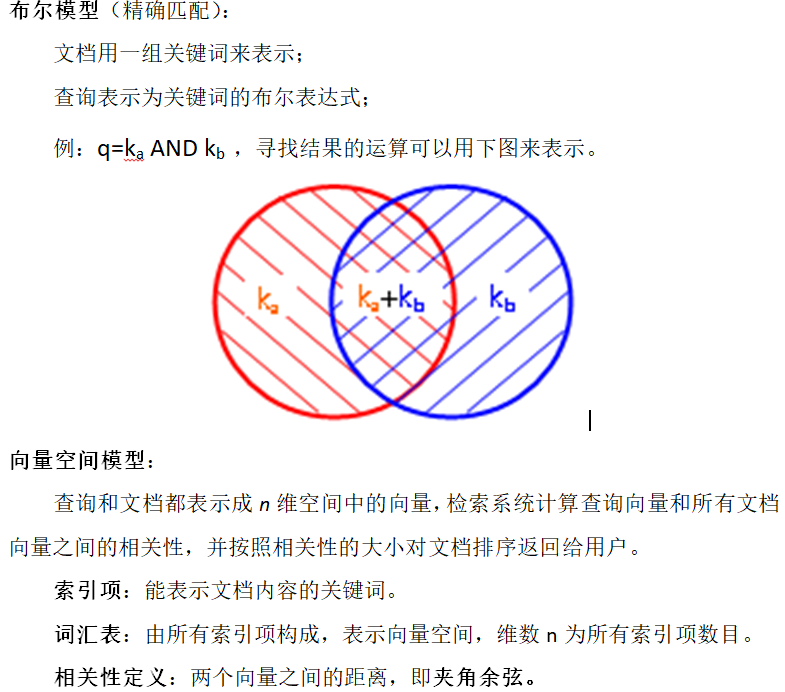 布尔模型（精确匹配）：
文档用一组关键词来表示；
查询表示为关键词的布尔表达式；
例：q=ka AND kb ，寻找结果的运算可以用下图来表示。
ka ka+kb kb
向量空间模型：
查询和文档都表示成 n 维空间中的向量，检索系统计算查询向量和所有文档
向量之间的相关性，并按照相关性的大小对文档排序返回给用户。
索引项：能表示文档内容的关键词。
词汇表：由所有索引项构成，表示向量空间，维数 n 为所有索引项数目。
相关性定义：两个向量之间的距离，即夹角余弦。